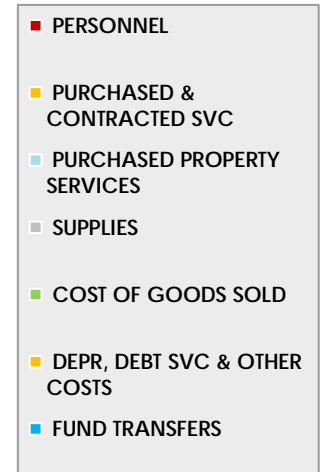 PERSONNEL
PURCHASED &
CONTRACTED SVC
PURCHASED PROPERTY
SERVICES
SUPPLIES
COST OF GOODS SOLD
DEPR, DEBT SVC & OTHER
COSTS
FUND TRANSFERS